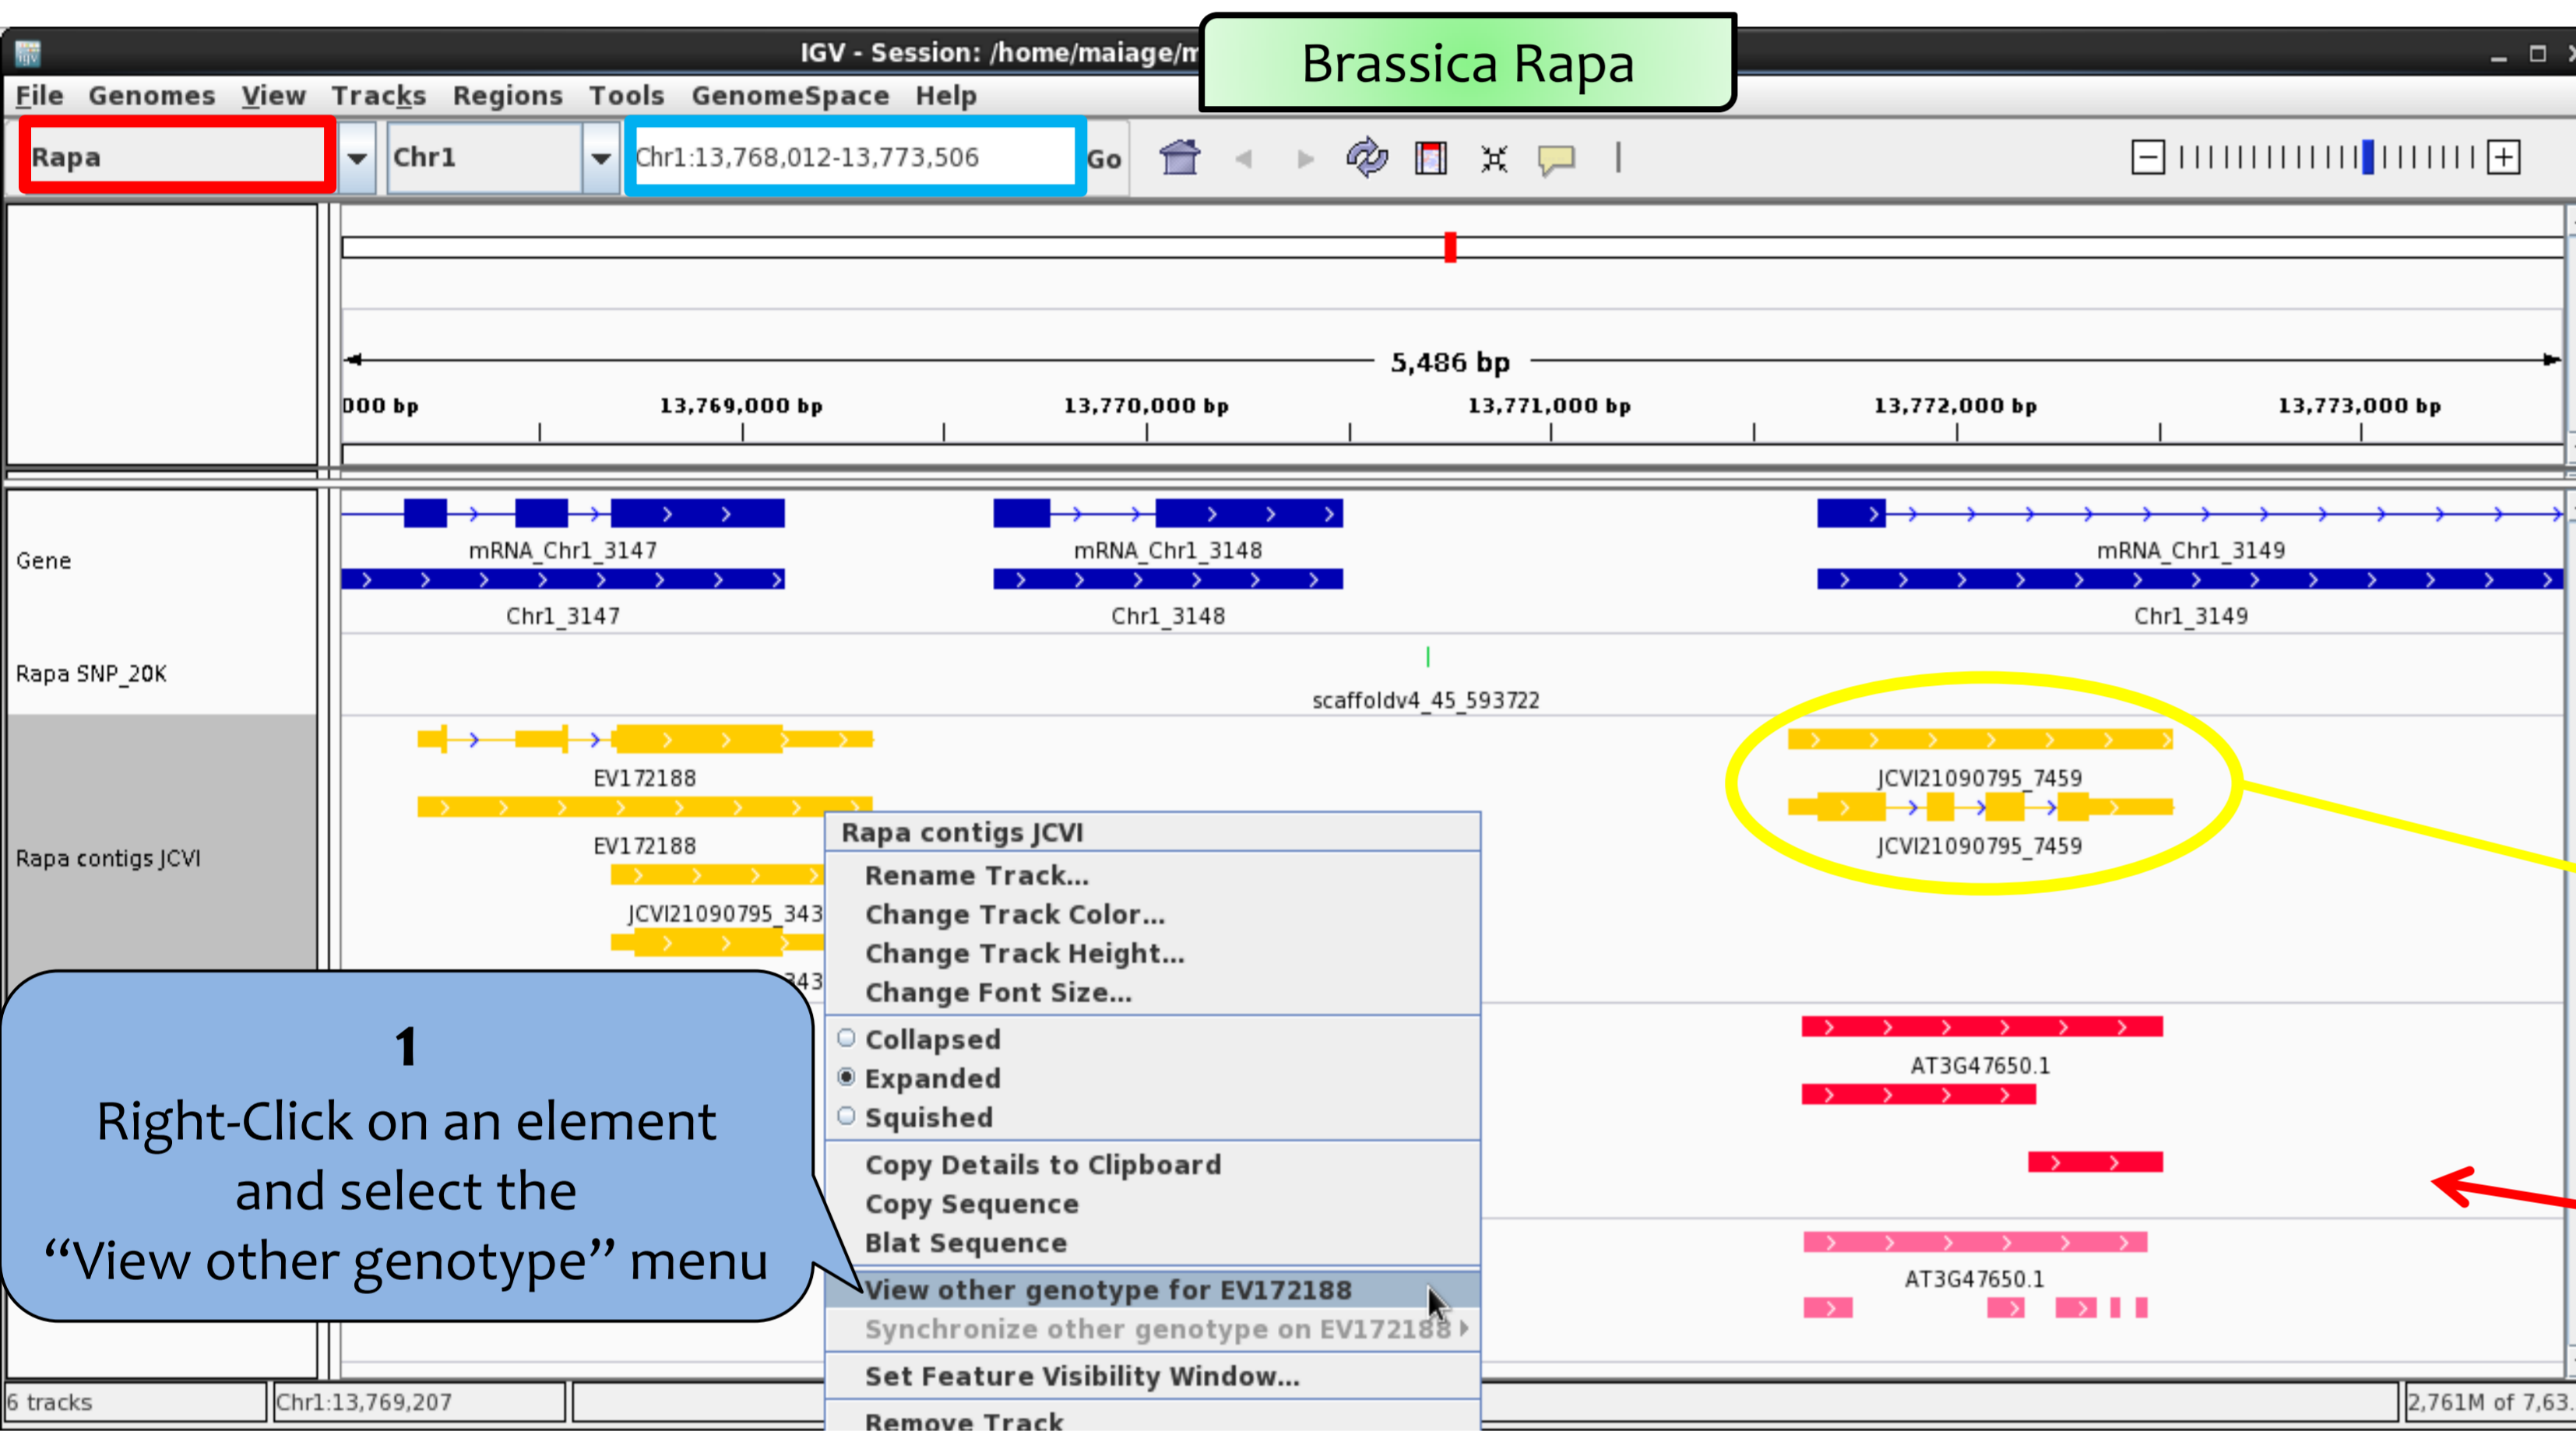 IGV - Session: /home/maiage/m
Brassica Rapa
File Genomes View Tracks Regions Tools GenomeSpace Help
Rapa
Chr1
Chr1:13,768,012-13,773,506
Go
5,486 bp
000 bp 13,769,000 bp 13,770,000 bp 13,771,000 bp 13,772,000 bp 13,773,000 bp
Gene
mRNA_Chr1_3147 mRNA_Chr1_3148 mRNA_Chr1_3149
Chr1_3147 Chr1_3148 Chr1_3149
Rapa SNP_20K
scaffoldv4_45_593722
Rapa contigs JCVI
EV172188
JCVI21090795_7459
EV172188
JCVI21090795_7459
JCVI21090795_343
343
Rapa contigs JCVI
Rename Track...
Change Track Color...
Change Track Height...
Change Font Size...
Collapsed
Expanded
Squished
Copy Details to Clipboard
Copy Sequence
Blat Sequence
View other genotype for EV172188
Synchronize other genotype on EV172188
Set Feature Visibility Window...
Remove Track
1
Right-Click on an element
and select the
“View other genotype” menu
AT3G47650.1
AT3G47650.1
6 tracks
Chr1:13,769,207
2,761M of 7,63.